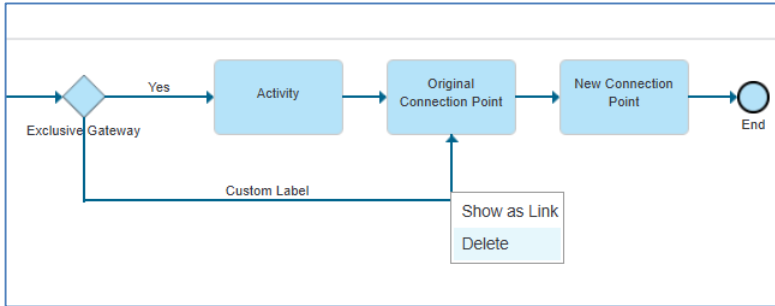 Yes
Activity
Original
Connection Point
New Connection
Point
Exclusive Gateway
End
Custom Label
Show as Link
Delete